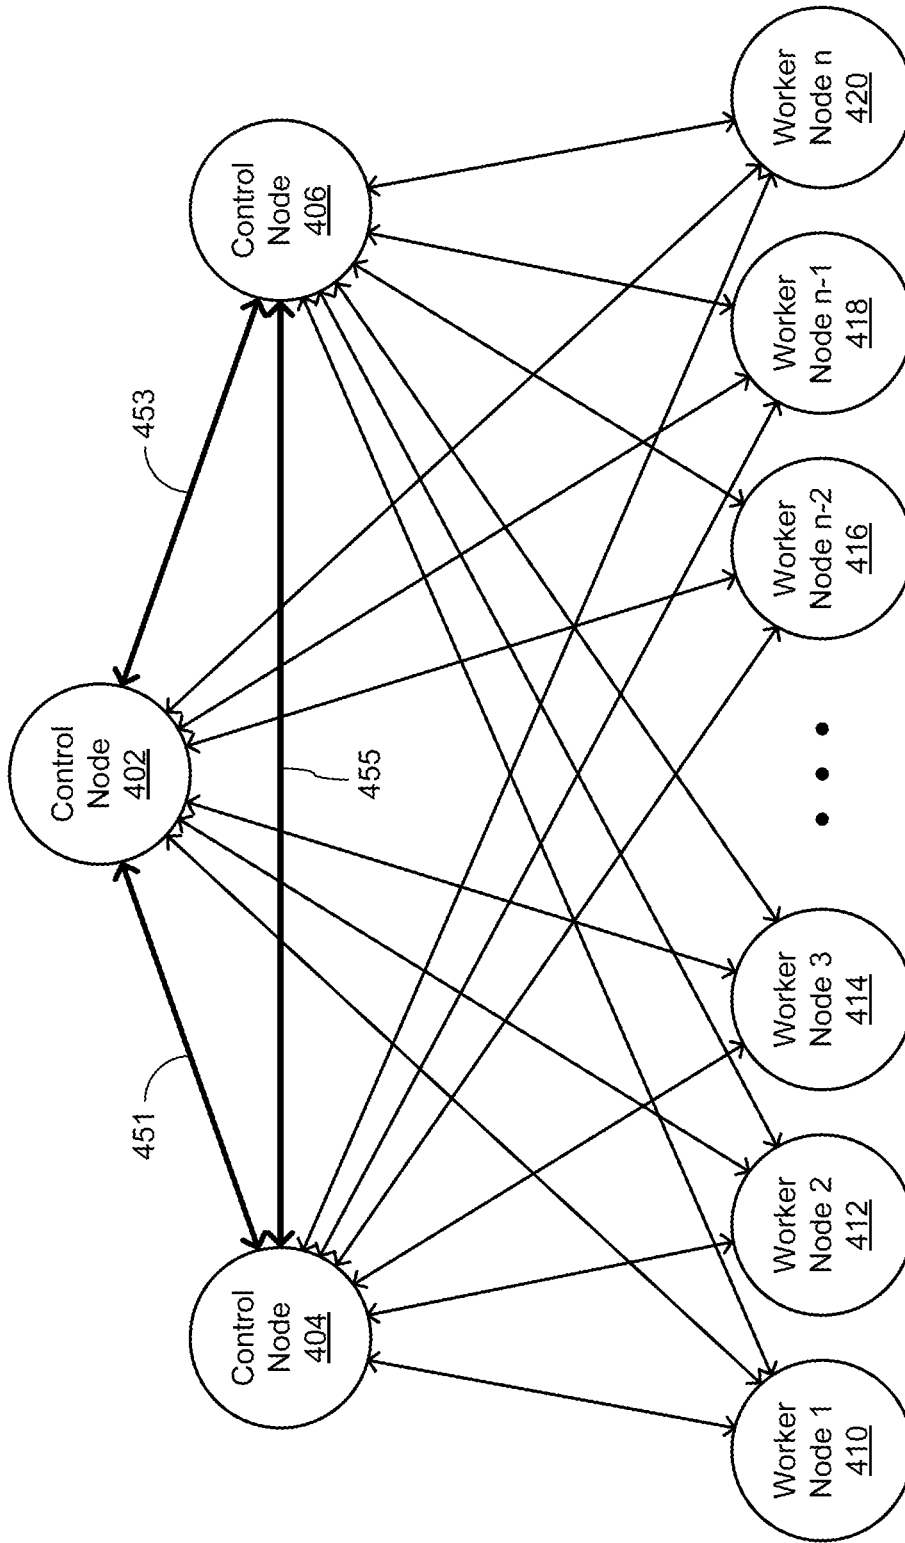 Control
Node
402
451
453
Control
Node
404
Control
Node
406
455
Worker
Node 1
410
Worker
Node 2
412
Worker
Node 3
414
Worker
Node n-2
416
Worker
Node n-1
418
Worker
Node n
420